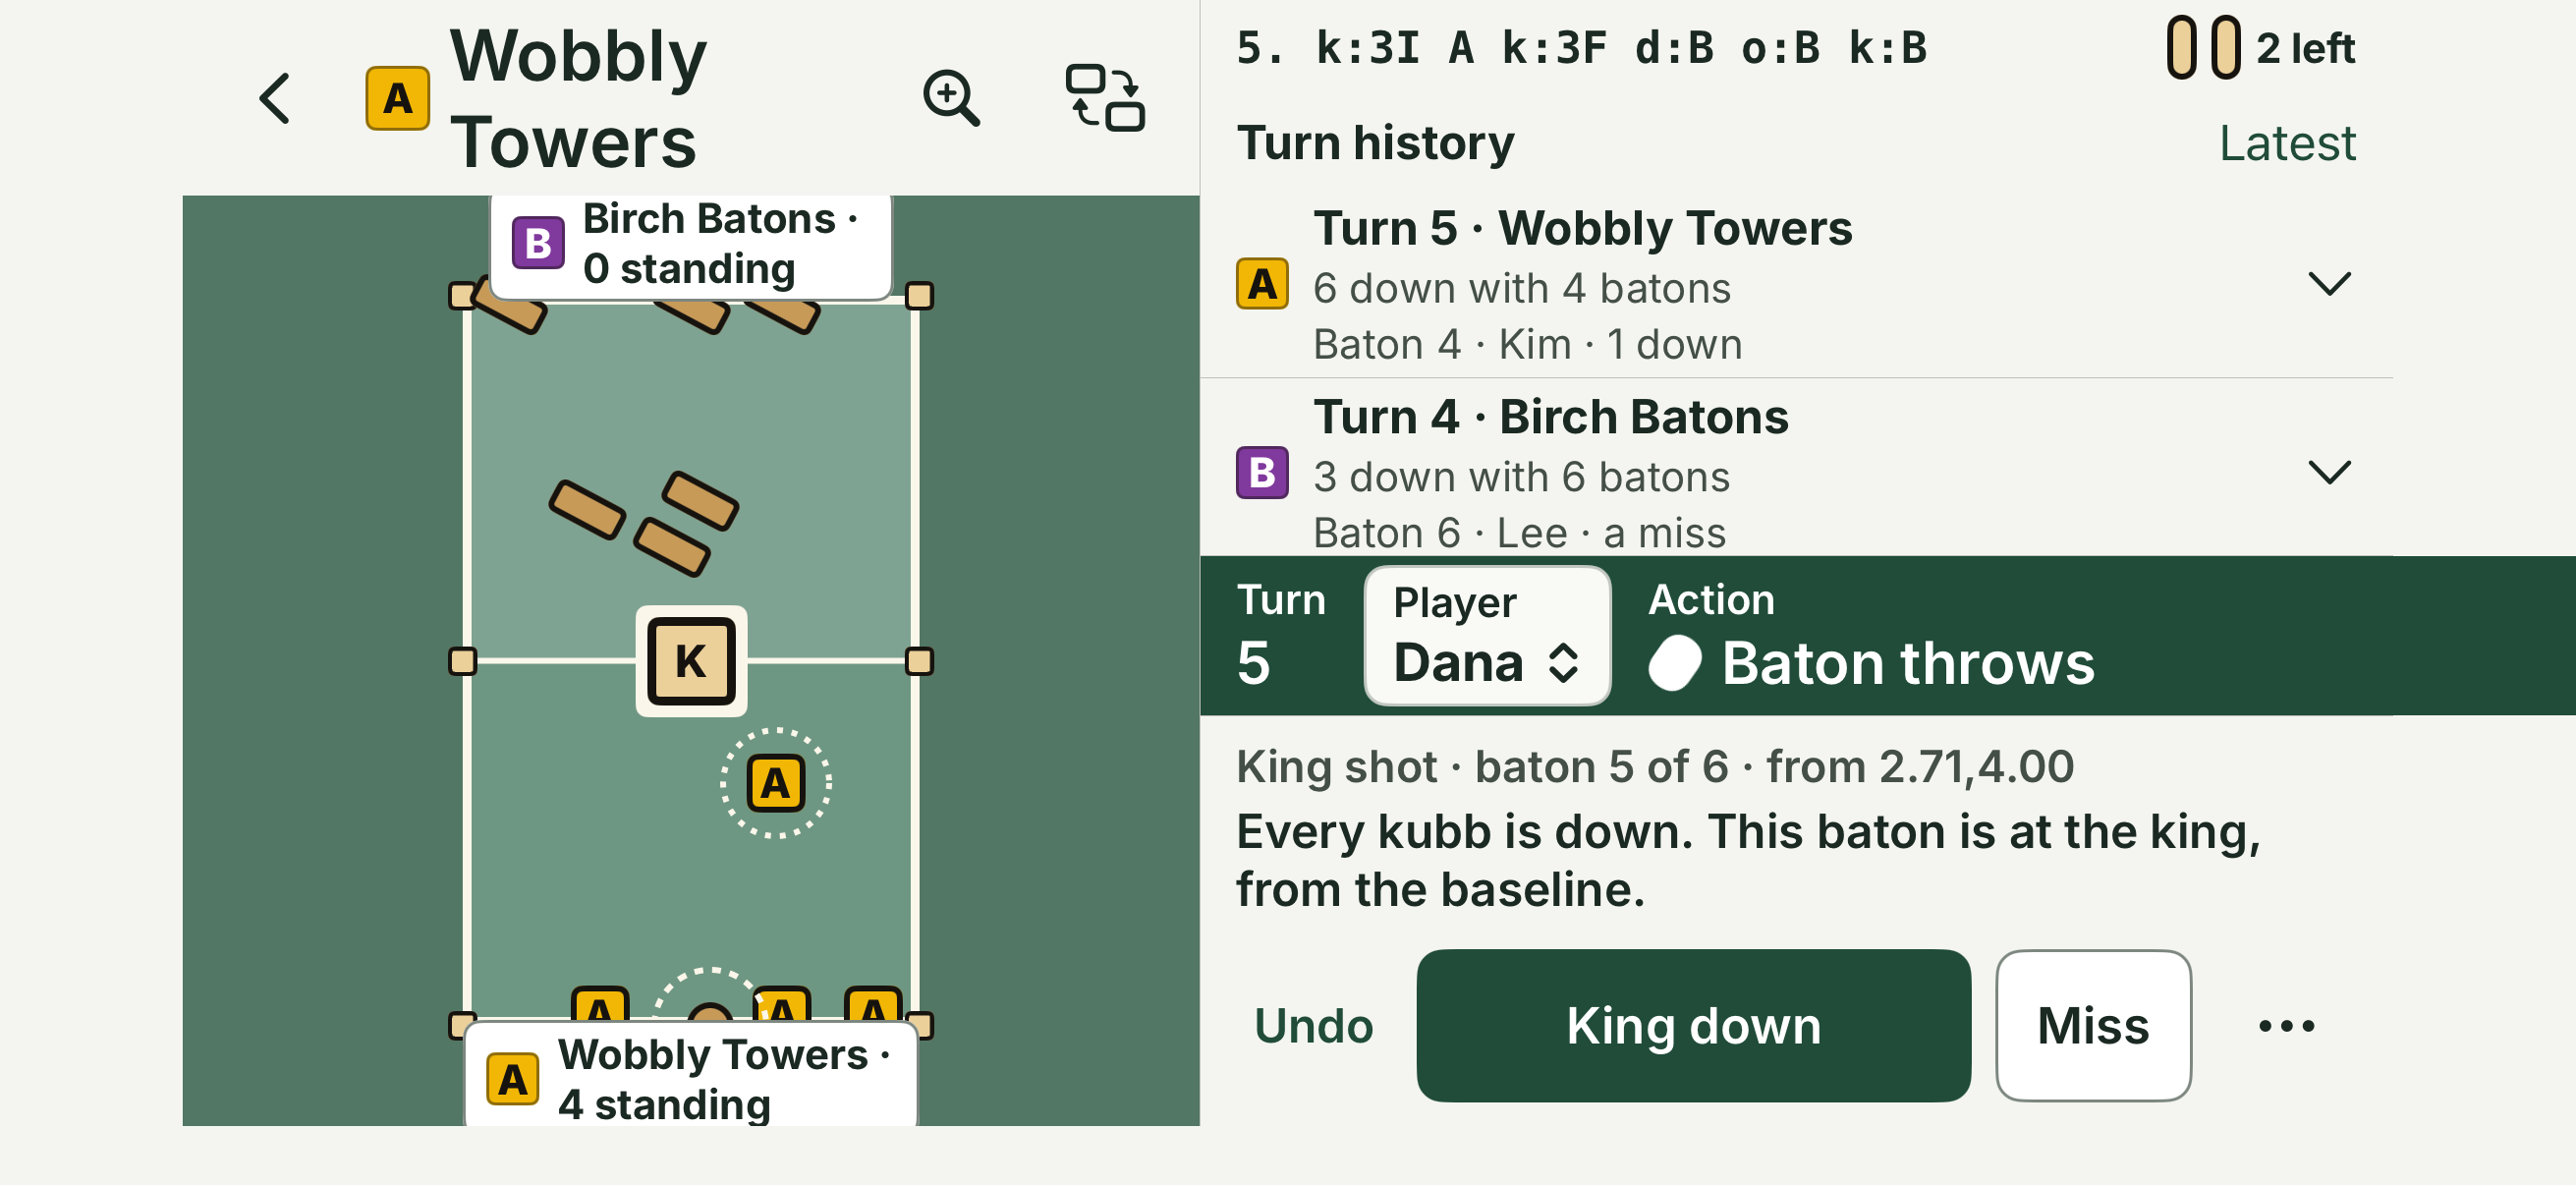 A Wobbly
Towers
B Birch Batons ·
0 standing
K
A
A A A
A Wobbly Towers ·
4 standing
5. k:3I A k:3F d:B o:B k:B
2 left
Turn history
Latest
Turn 5 · Wobbly Towers
A 6 down with 4 batons
Baton 4 · Kim · 1 down
Turn 4 · Birch Batons
B 3 down with 6 batons
Baton 6 · Lee · a miss
Turn
5
Player
Dana
Action
Baton throws
King shot · baton 5 of 6 · from 2.71,4.00
Every kubb is down. This baton is at the king,
from the baseline.
Undo
King down
Miss